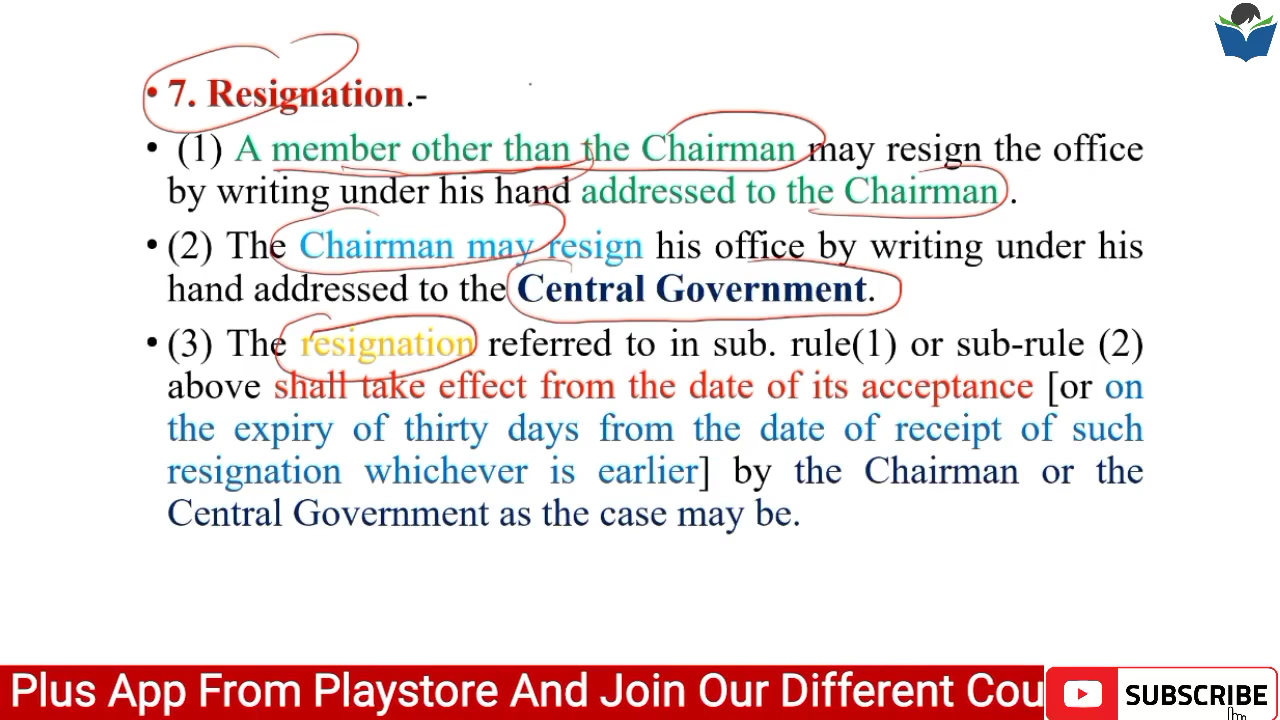 • 7. Resignation.-
• (1) A member other than the Chairman may resign the office
by writing under his hand addressed to the Chairman .
• (2) The Chairman may resign his office by writing under his
hand addressed to the Central Government.
• (3) The resignation referred to in sub. rule(1) or sub-rule (2)
above shall take effect from the date of its acceptance [or on
the expiry of thirty days from the date of receipt of such
resignation whichever is earlier] by the Chairman or the
Central Government as the case may be.
Plus App From Playstore And Join Our Different Cou
SUBSCRIBE